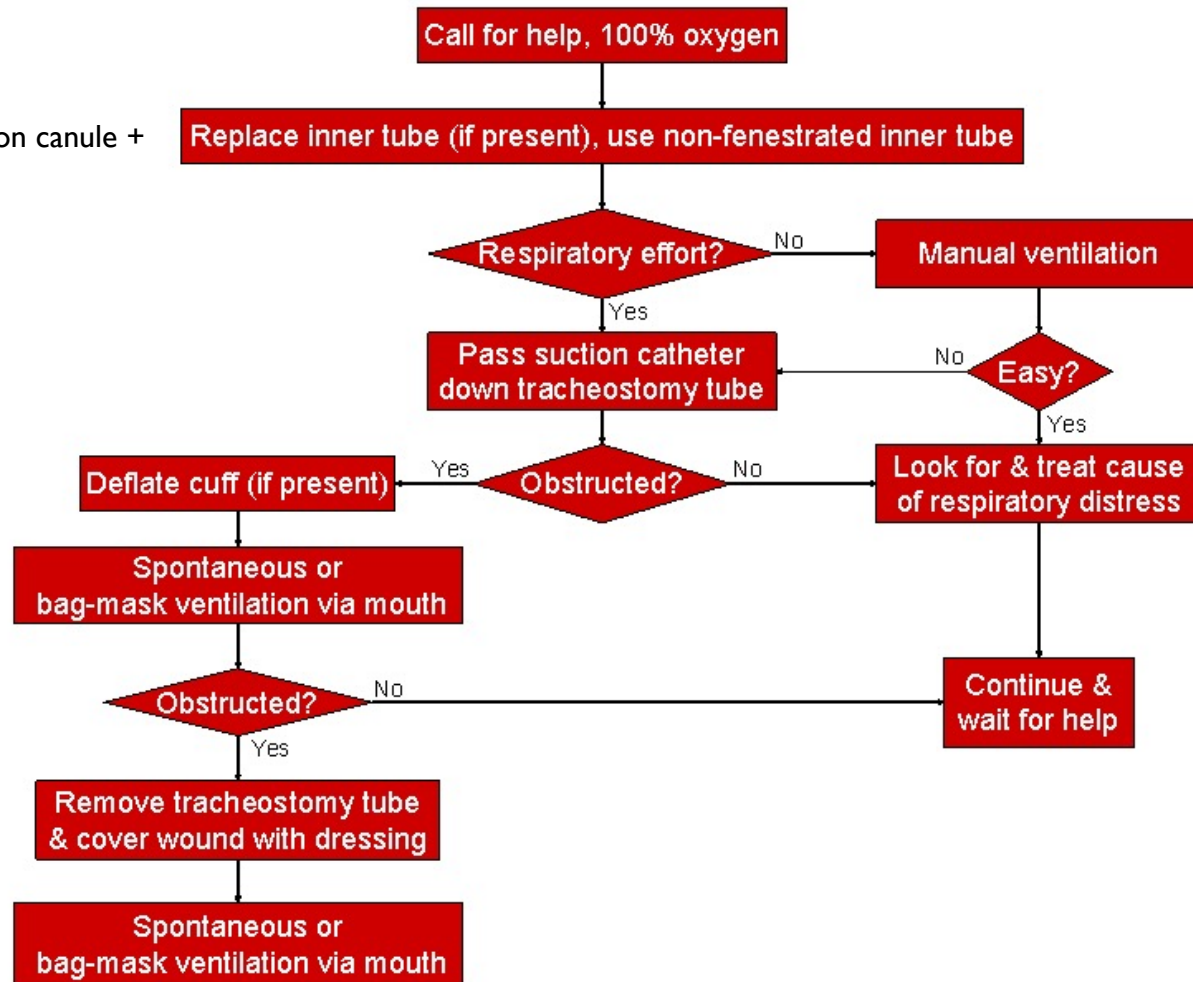 Call for help, 100% oxygen
on canule +
Replace inner tube (if present), use non-fenestrated inner tube
Respiratory effort?
No
Manual ventilation
Yes
Pass suction catheter
down tracheostomy tube
No
Easy?
Yes
Deflate cuff (if present)
Yes
Obstructed?
No
Look for & treat cause
of respiratory distress
Spontaneous or
bag-mask ventilation via mouth
Obstructed?
No
Continue &
wait for help
Yes
Remove tracheostomy tube
& cover wound with dressing
Spontaneous or
bag-mask ventilation via mouth